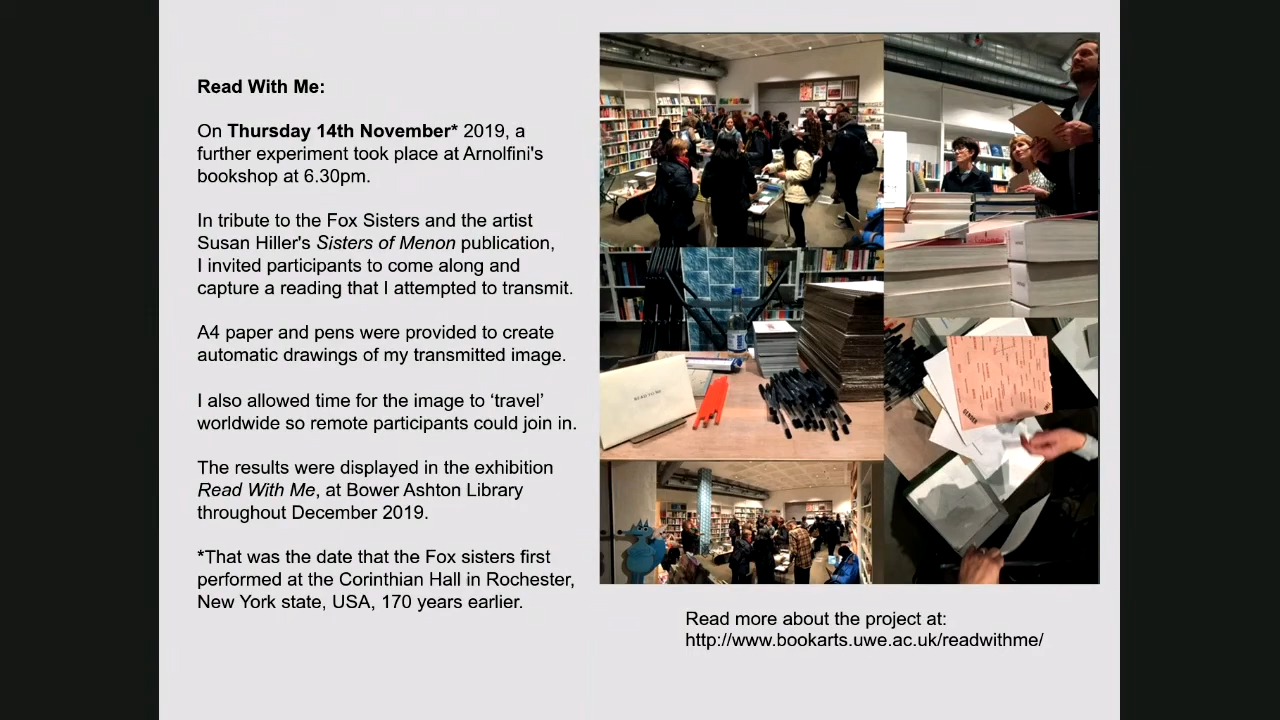 Read With Me:
On Thursday 14th November* 2019, a
further experiment took place at Arnolfini's
bookshop at 6.30pm.
In tribute to the Fox Sisters and the artist
Susan Hiller's Sisters of Menon publication,
I invited participants to come along and
capture a reading that I attempted to transmit.
A4 paper and pens were provided to create
automatic drawings of my transmitted image.
I also allowed time for the image to ‘travel’
worldwide so remote participants could join in.
The results were displayed in the exhibition
Read With Me, at Bower Ashton Library
throughout December 2019.
*That was the date that the Fox sisters first
performed at the Corinthian Hall in Rochester,
New York state, USA, 170 years earlier.
READ TO ME
Read more about the project at:
http://www.bookarts.uwe.ac.uk/readwithme/